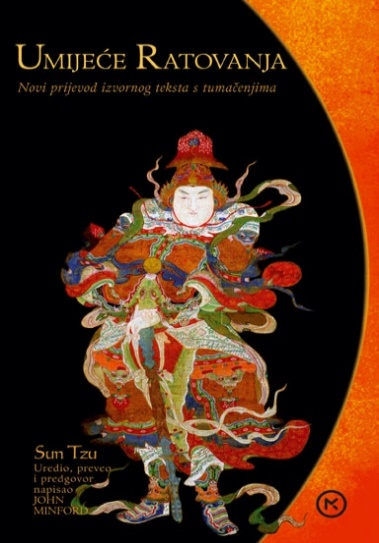 UMIJEĆE RATOVANJA
Novi prijevod izvornog teksta s tumačenjima
Sun Tzu
Uredio, preveo
i predgovor
napisao
JOHN
MINFORD